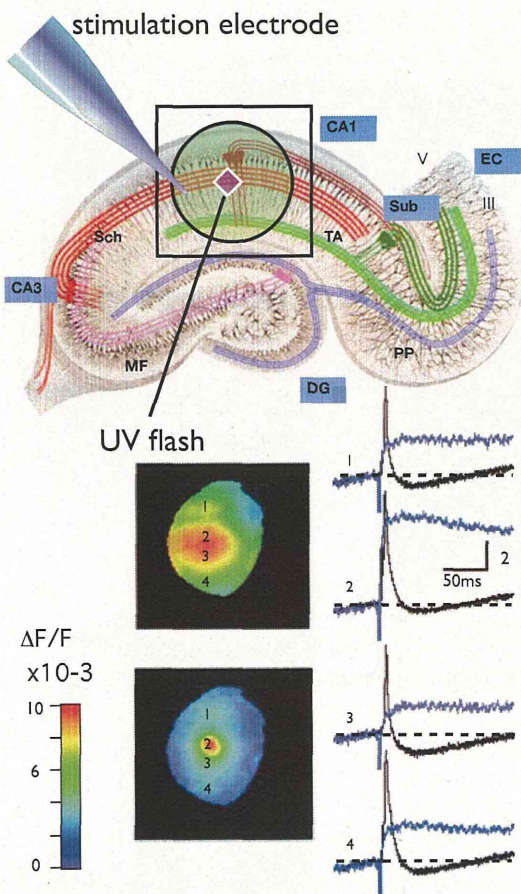 stimulation electrode
CA1
V
EC
III
Sub
Sch
TA
CA3
MF
PP
DG
UV flash
1
2
3
4
1
2
50ms
2
ΔF/F
x10-3
10
6
0
1
2
3
4
3
4